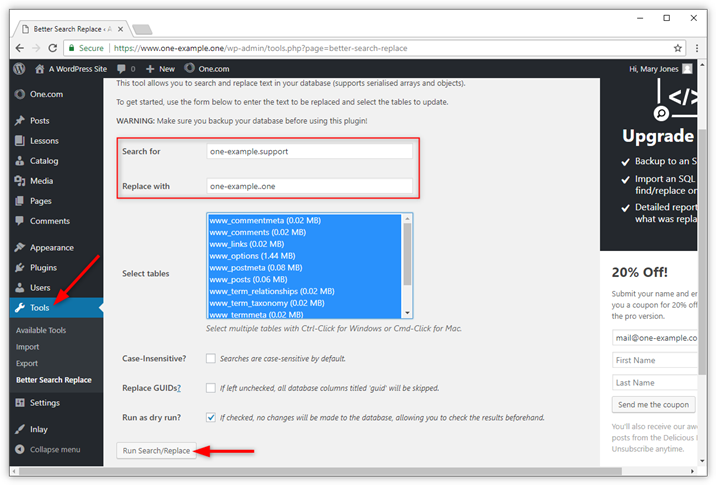 Better Search Replace ‹ A
Secure https://www.one-example.one/wp-admin/tools.php?page=better-search-replace
A WordPress Site 0 New One.com Hi, Mary Jones
One.com
Posts
Lessons
Catalog
Media
Pages
Comments
Appearance
Plugins
Users
Tools
Available Tools
Import
Export
Better Search Replace
Settings
Inlay
Collapse menu
This tool allows you to search and replace text in your database (supports serialised arrays and objects).
To get started, use the form below to enter the text to be replaced and select the tables to update.
WARNING: Make sure you backup your database before using this plugin!
Search for one-example.support
Replace with one-example..one
Select tables
www_commentmeta (0.02 MB)
www_comments (0.02 MB)
www_links (0.02 MB)
www_options (1.44 MB)
www_postmeta (0.08 MB)
www_posts (0.06 MB)
www_term_relationships (0.02 MB)
www_term_taxonomy (0.02 MB)
www_termmeta (0.02 MB)
Select multiple tables with Ctrl-Click for Windows or Cmd-Click for Mac.
Case-Insensitive? Searches are case-sensitive by default.
Replace GUIDs? If left unchecked, all database columns titled 'guid' will be skipped.
Run as dry run? If checked, no changes will be made to the database, allowing you to check the results beforehand.
Run Search/Replace
</>
Upgrade
Backup to an S
Import an SQL
find/replace on
Detailed report
what was repla
20% Off!
Submit your name and er
you a coupon for 20% off
the pro version.
mail@one-example.co
First Name
Last Name
Send me the coupon
You'll also receive our awe
posts from the Delicious
Unsubscribe anytime.